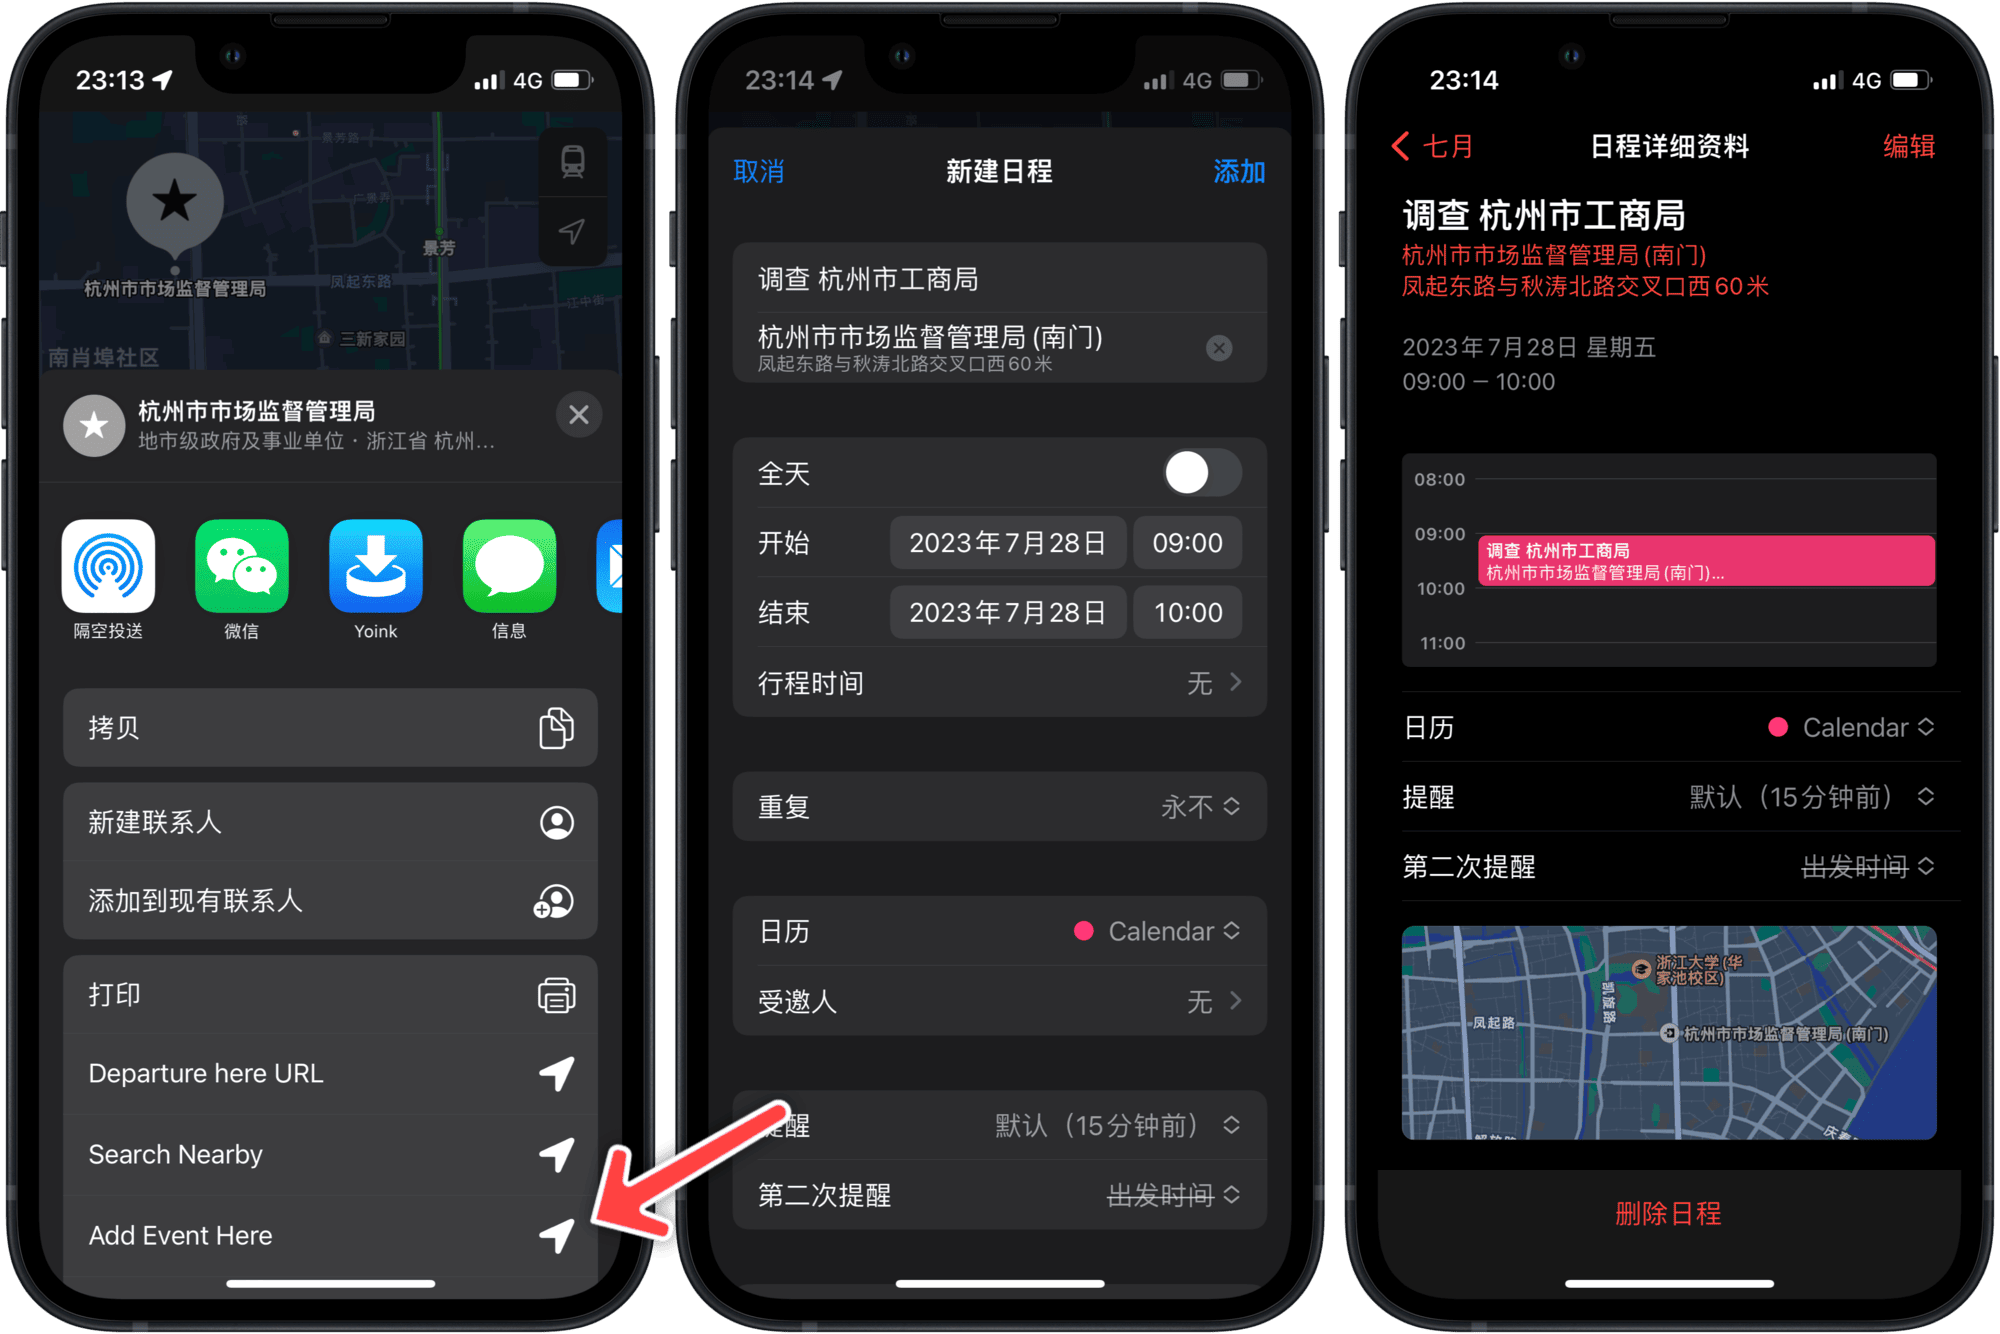 23:13
4G
景芳路
广聚弄
景芳
凤起东路
杭州市市场监督管理局
江中街
三新家园
南肖埠社区
杭州市市场监督管理局
地市级政府及事业单位 · 浙江省 杭州...
隔空投送
微信
Yoink
信息
拷贝
新建联系人
添加到现有联系人
打印
Departure here URL
Search Nearby
Add Event Here
23:14
4G
取消
新建日程
添加
调查 杭州市工商局
杭州市市场监督管理局(南门)
凤起东路与秋涛北路交叉口西60米
全天
开始 2023年7月28日 09:00
结束 2023年7月28日 10:00
行程时间 无
重复 永不
日历 Calendar
受邀人 无
醒 默认（15分钟前）
第二次提醒 出发时间
23:14
4G
七月
日程详细资料
编辑
调查 杭州市工商局
杭州市市场监督管理局(南门)
凤起东路与秋涛北路交叉口西60米
2023年7月28日 星期五
09:00 – 10:00
08:00
09:00
调查 杭州市工商局
杭州市市场监督管理局(南门)...
10:00
11:00
日历 Calendar
提醒 默认（15分钟前）
第二次提醒 出发时间
浙江大学(华
家池校区)
凯旋路
凤起路
杭州市市场监督管理局(南门)
删除日程